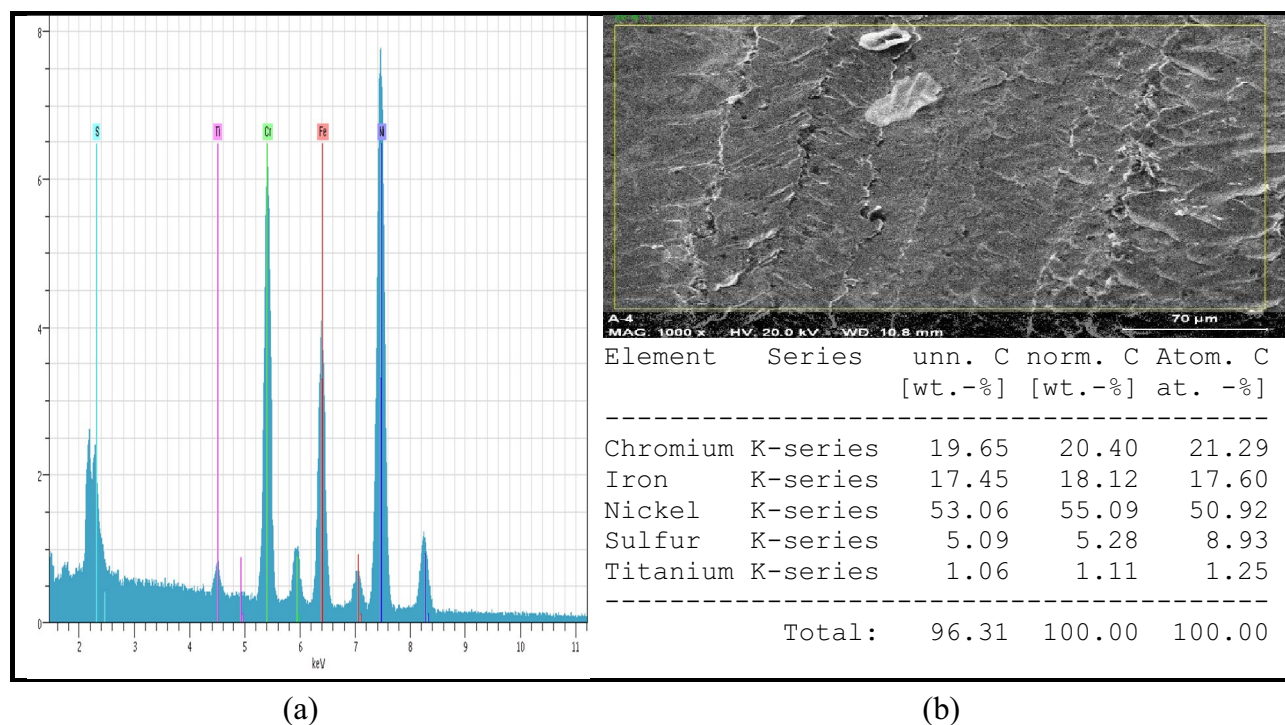 8
6
4
2
0
S
Ti
Cr
Fe
Ni
2 3 4 5 6 7 8 9 10 11
keV
A-4
MAG. 1000 x HV. 20.0 kV WD. 10.8 mm
70 µm
Element Series unn. C norm. C Atom. C
[wt.-%] [wt.-%] at. -%]
Chromium K-series 19.65 20.40 21.29
Iron K-series 17.45 18.12 17.60
Nickel K-series 53.06 55.09 50.92
Sulfur K-series 5.09 5.28 8.93
Titanium K-series 1.06 1.11 1.25
Total: 96.31 100.00 100.00
(a) (b)